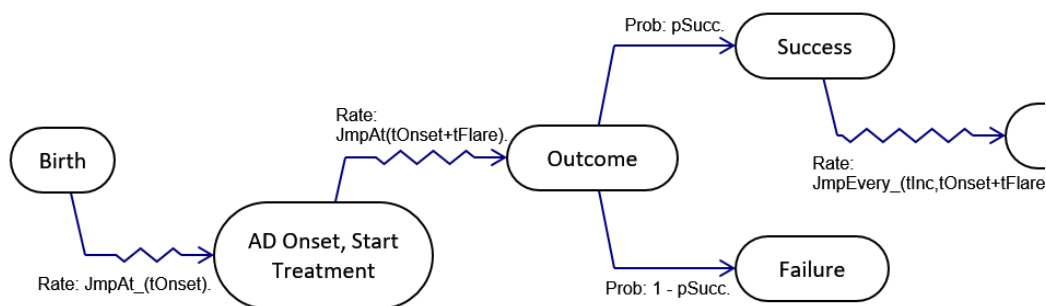 Prob: pSucc.
Success
Rate:
JmpAt(tOnset+tFlare).
Birth
Outcome
Rate:
JmpEvery_(tInc,tOnset+tFlare
AD Onset, Start
Treatment
Rate: JmpAt_(tOnset).
Failure
Prob: 1 - pSucc.